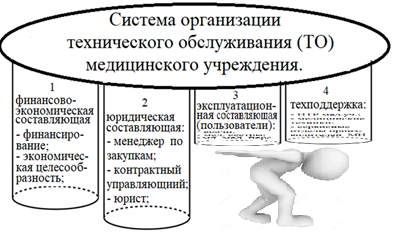 Система организации
технического обслуживания (ТО)
медицинского учреждения.
1
финансово-
экономическая
составляющая
- финансиро-
вание;
- экономичес-
кая целесооб-
разность;
2
юридическая
составляющая:
- менеджер по
закупкам;
- контрактный
управляющиий;
- юрист;
3
эксплуатацион-
ная составляющая
(пользователи):
4
техподдержка: